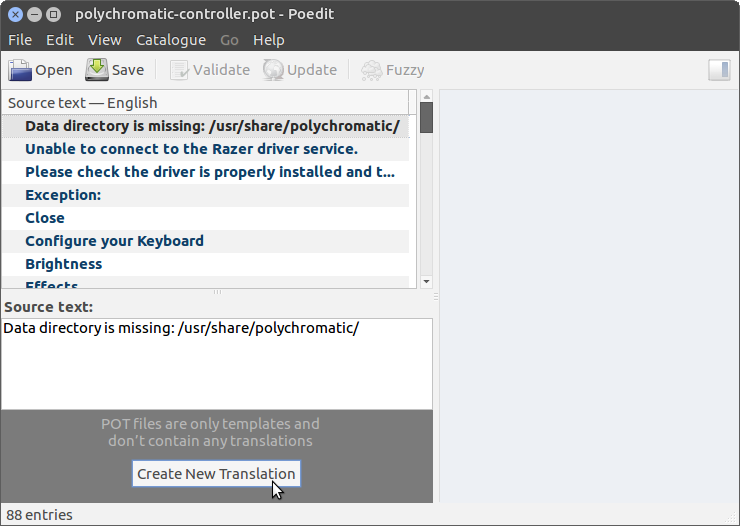 polychromatic-controller.pot - Poedit
File Edit View Catalogue Go Help
Open Save Validate Update Fuzzy
Source text — English
Data directory is missing: /usr/share/polychromatic/
Unable to connect to the Razer driver service.
Please check the driver is properly installed and t...
Exception:
Close
Configure your Keyboard
Brightness
Effects
Source text:
Data directory is missing: /usr/share/polychromatic/
POT files are only templates and
don't contain any translations
Create New Translation
88 entries